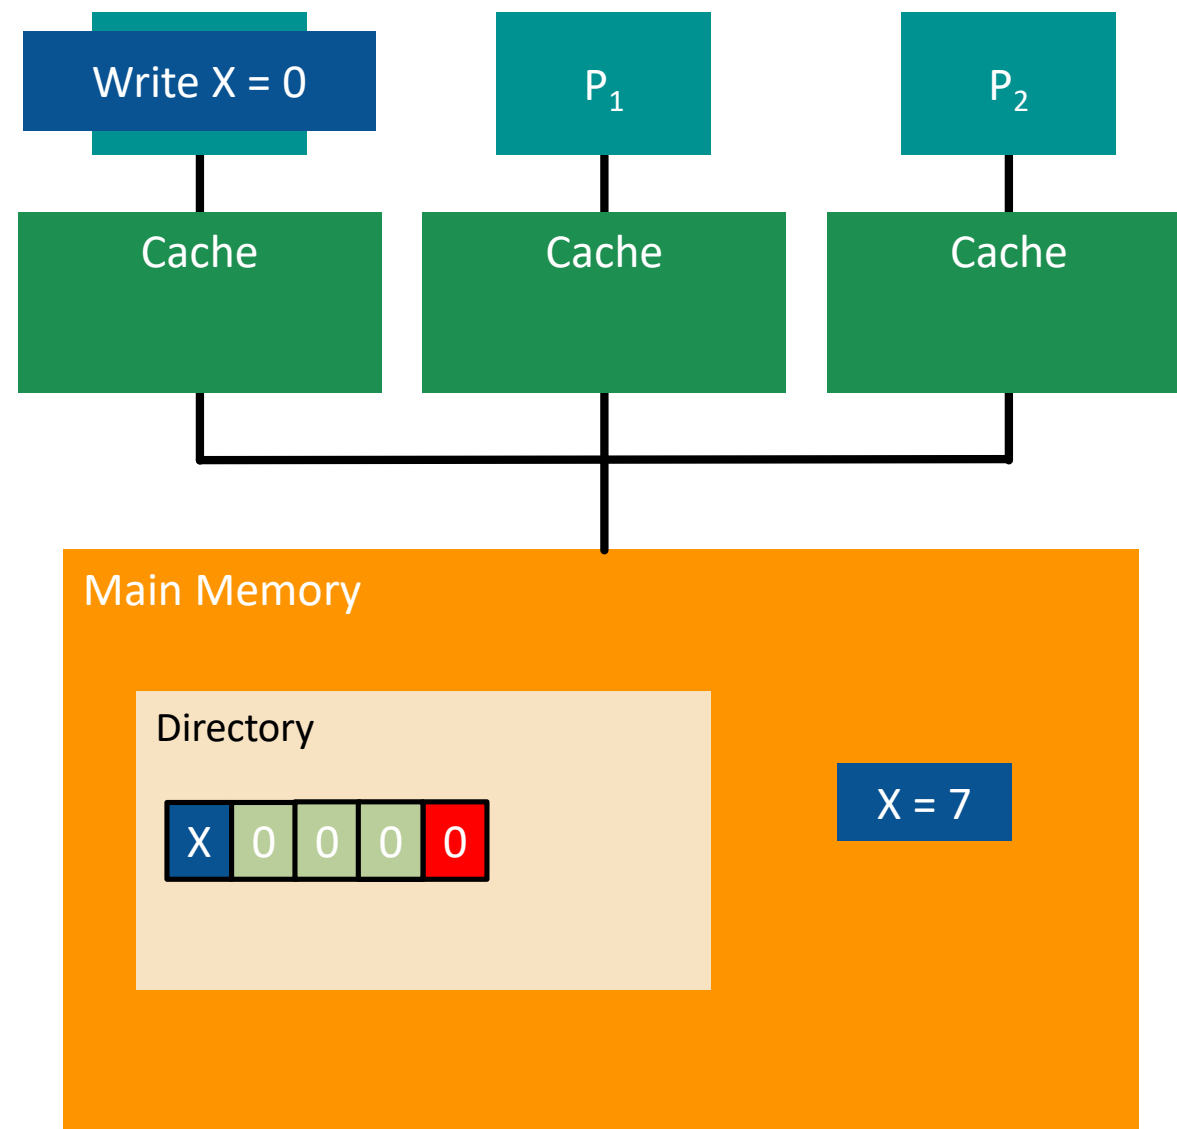 Write X = 0
P₁
P₂
Cache
Cache
Cache
Main Memory
Directory
X 0 0 0 0
X = 7